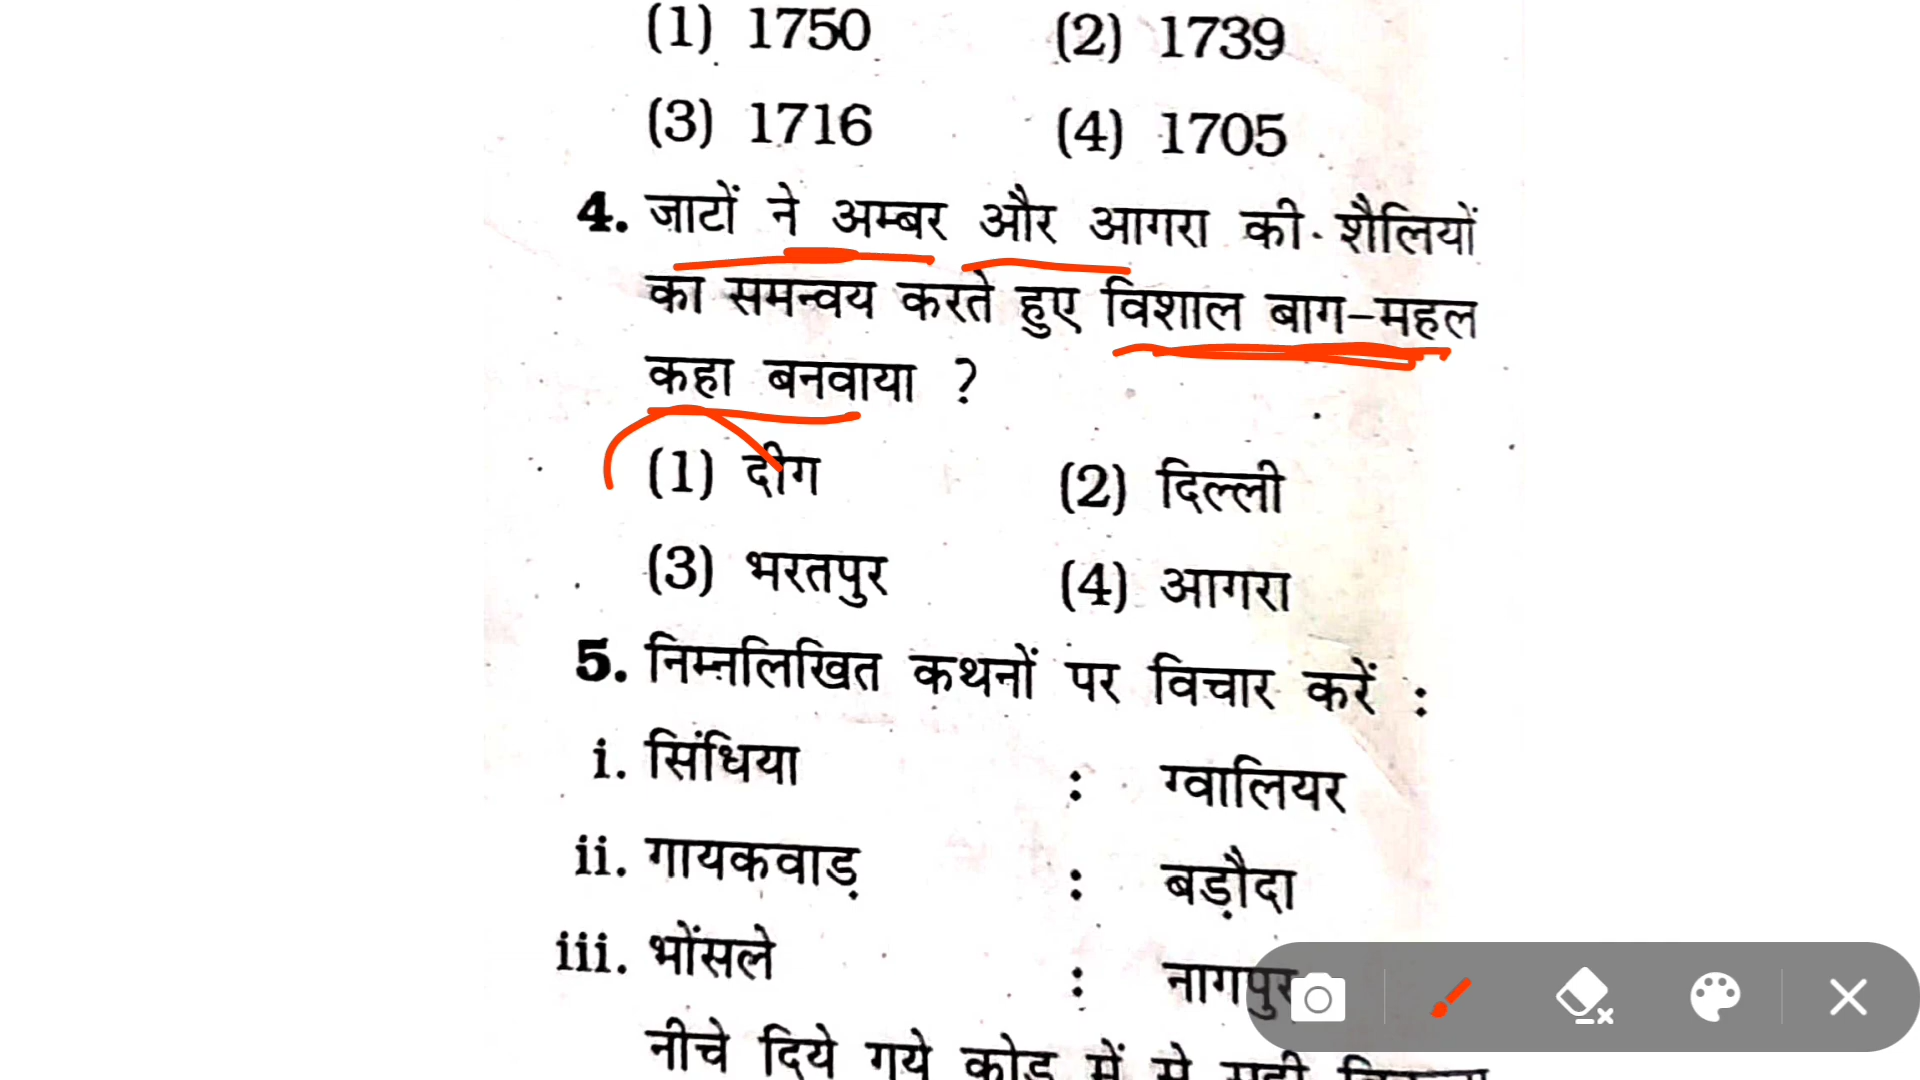 (1) 1750 (2) 1739
(3) 1716 (4) 1705
4. जाटों ने अम्बर और आगरा की शैलियों
का समन्वय करते हुए विशाल बाग-महल
कहा बनवाया ?
(1) दीग (2) दिल्ली
(3) भरतपुर (4) आगरा
5. निम्नलिखित कथनों पर विचार करें :
i. सिंधिया : ग्वालियर
ii. गायकवाड़ : बड़ौदा
iii. भोंसले : नागपुर
नीचे दिये गये कोड में से सही